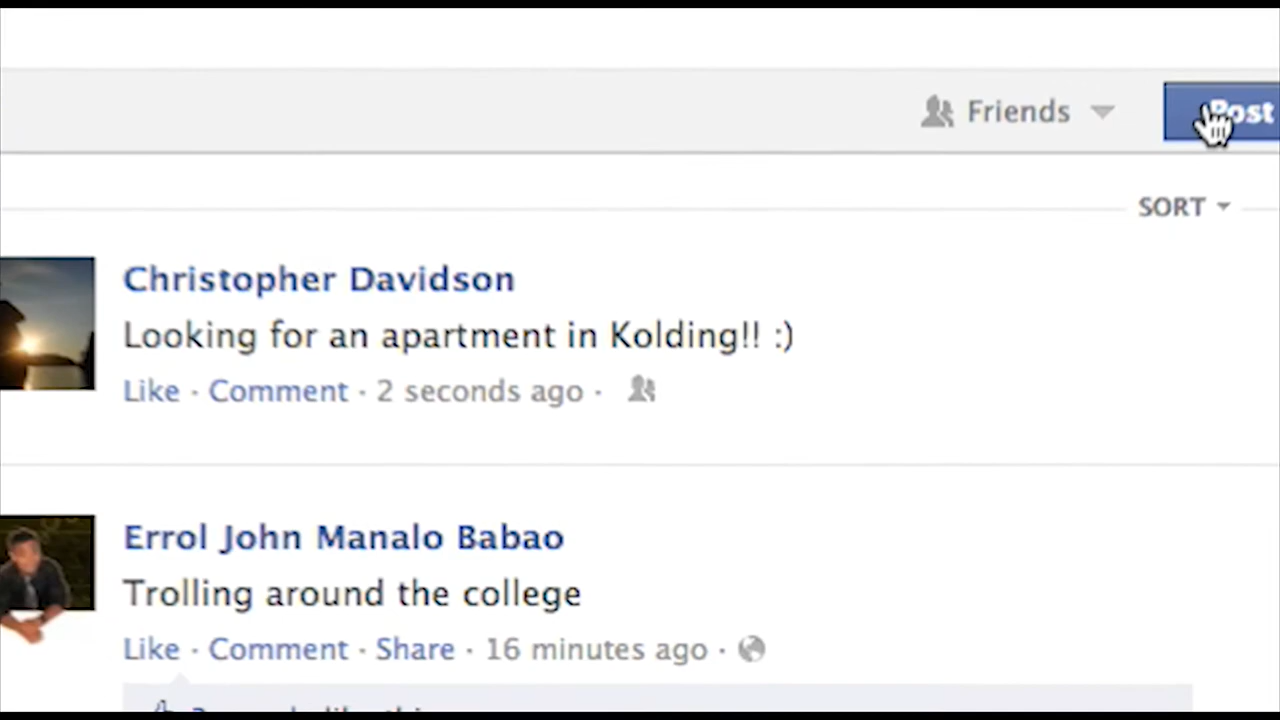 Friends
Post
SORT
Christopher Davidson
Looking for an apartment in Kolding!! :)
Like · Comment · 2 seconds ago ·
Errol John Manalo Babao
Trolling around the college
Like · Comment · Share · 16 minutes ago ·